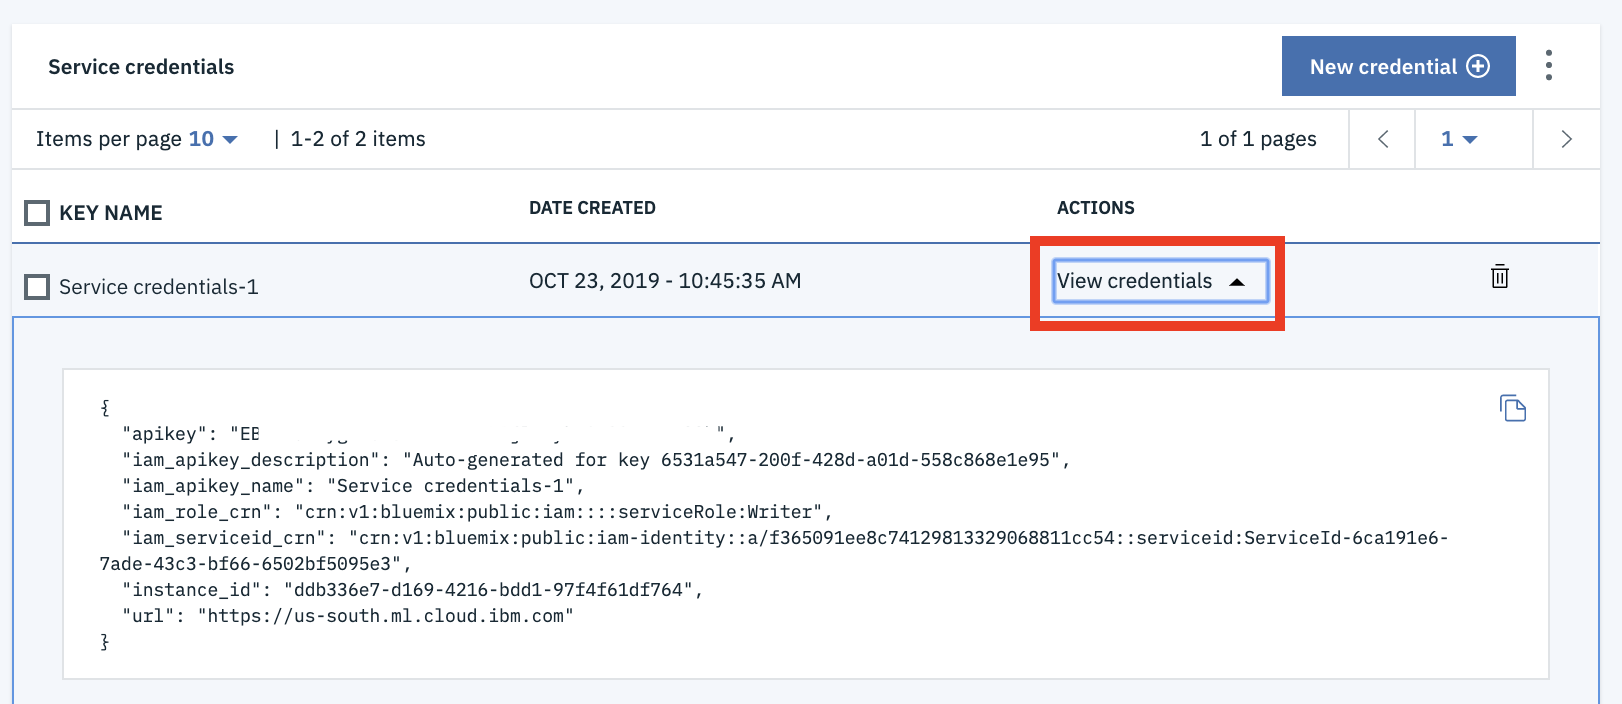 Service credentials
New credential
Items per page 10 | 1-2 of 2 items
1 of 1 pages
1
KEY NAME DATE CREATED ACTIONS
Service credentials-1 OCT 23, 2019 - 10:45:35 AM View credentials
{
"apikey": "EB ",
"iam_apikey_description": "Auto-generated for key 6531a547-200f-428d-a01d-558c868e1e95",
"iam_apikey_name": "Service credentials-1",
"iam_role_crn": "crn:v1:bluemix:public:iam::::serviceRole:Writer",
"iam_serviceid_crn": "crn:v1:bluemix:public:iam-identity::a/f365091ee8c74129813329068811cc54::serviceid:ServiceId-6ca191e6-
7ade-43c3-bf66-6502bf5095e3",
"instance_id": "ddb336e7-d169-4216-bdd1-97f4f61df764",
"url": "https://us-south.ml.cloud.ibm.com"
}